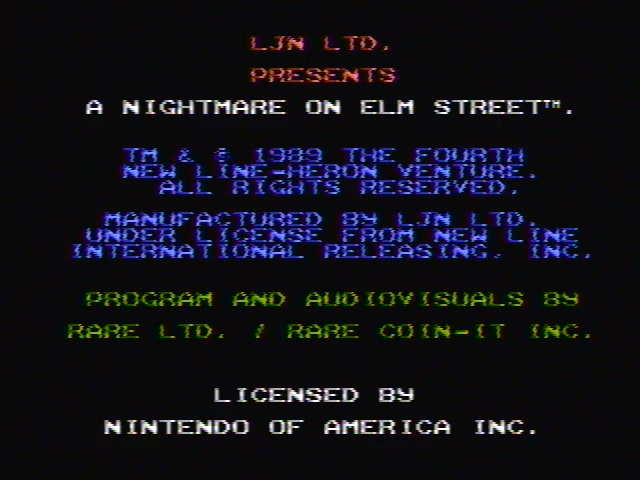 LJN LTD.
PRESENTS
A NIGHTMARE ON ELM STREET™.
TM & © 1989 THE FOURTH
NEW LINE-HERON VENTURE.
ALL RIGHTS RESERVED.
MANUFACTURED BY LJN LTD.
UNDER LICENSE FROM NEW LINE
INTERNATIONAL RELEASING, INC.
PROGRAM AND AUDIOVISUALS BY
RARE LTD. / RARE COIN-IT INC.
LICENSED BY
NINTENDO OF AMERICA INC.